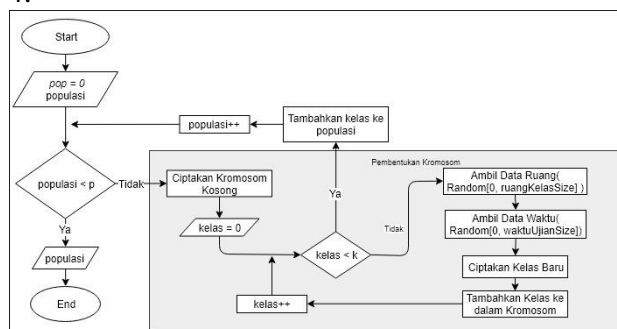 Start
pop = 0
populasi
populasi++
Tambahkan kelas ke
populasi
populasi < p
Tidak
Ya
populasi
End
Pembentukan Kromosom
Ciptakan Kromosom
Kosong
kelas = 0
Ya
kelas < k
Tidak
Ambil Data Ruang(
Random[0, ruangKelasSize] )
Ambil Data Waktu(
Random[0, waktuUjianSize])
Ciptakan Kelas Baru
Tambahkan Kelas ke
dalam Kromosom
kelas++